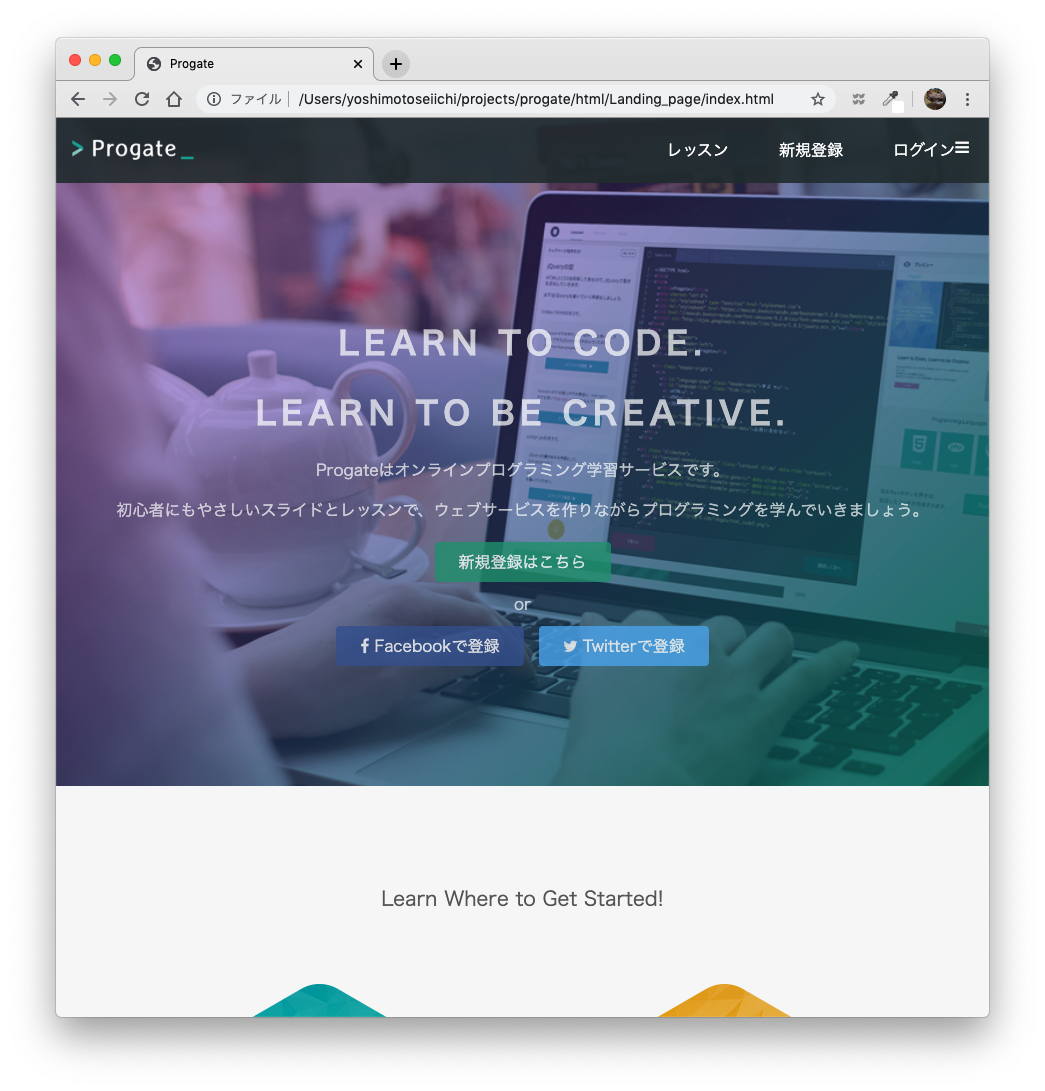 Progate
ファイル /Users/yoshimotoseiichi/projects/progate/html/Landing_page/index.html
> Progate _
レッスン 新規登録 ログイン
LEARN TO CODE.
LEARN TO BE CREATIVE.
Progateはオンラインプログラミング学習サービスです。
初心者にもやさしいスライドとレッスンで、ウェブサービスを作りながらプログラミングを学んでいきましょう。
新規登録はこちら
or
Facebookで登録 Twitterで登録
Learn Where to Get Started!